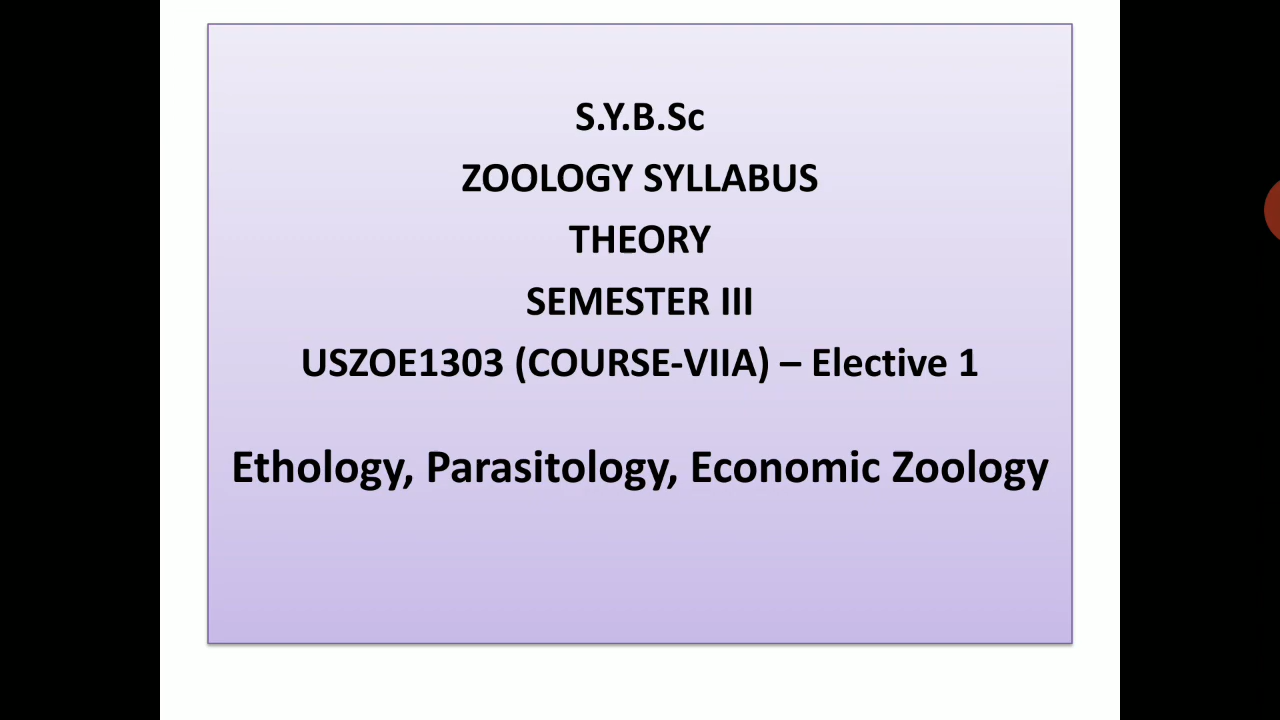 S.Y.B.Sc
ZOOLOGY SYLLABUS
THEORY
SEMESTER III
USZOE1303 (COURSE-VIIA) – Elective 1
Ethology, Parasitology, Economic Zoology